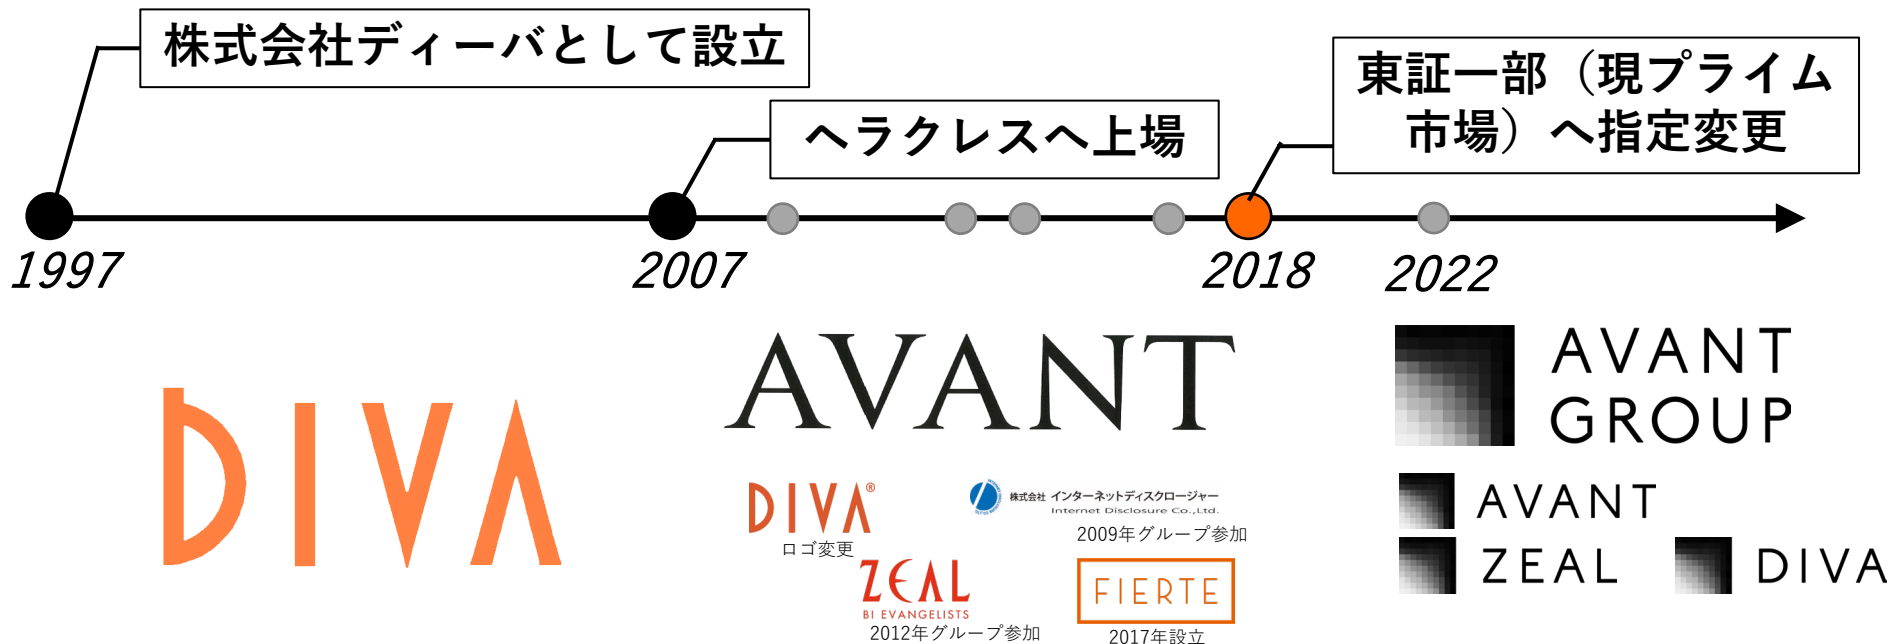 株式会社ディーバとして設立
ヘラクレスへ上場
東証一部（現プライム
市場）へ指定変更
1997
2007
2018
2022
DIVA
AVANT
DIVA®
ロゴ変更
株式会社 インターネットディスクロージャー
Internet Disclosure Co.,Ltd.
2009年グループ参加
ZEAL
BI EVANGELISTS
2012年グループ参加
FIERTE
2017年設立
AVANT
GROUP
AVANT
ZEAL
DIVA